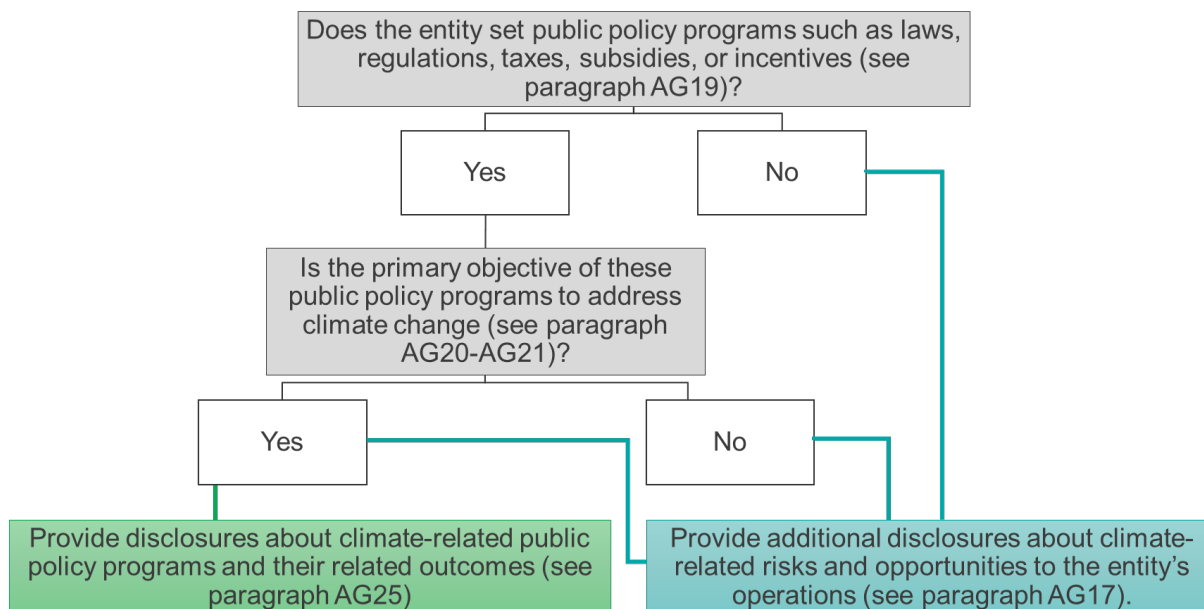 Does the entity set public policy programs such as laws,
regulations, taxes, subsidies, or incentives (see
paragraph AG19)?
Yes
No
Is the primary objective of these
public policy programs to address
climate change (see paragraph
AG20-AG21)?
Yes
No
Provide disclosures about climate-related public
policy programs and their related outcomes (see
paragraph AG25)
Provide additional disclosures about climate-
related risks and opportunities to the entity's
operations (see paragraph AG17).